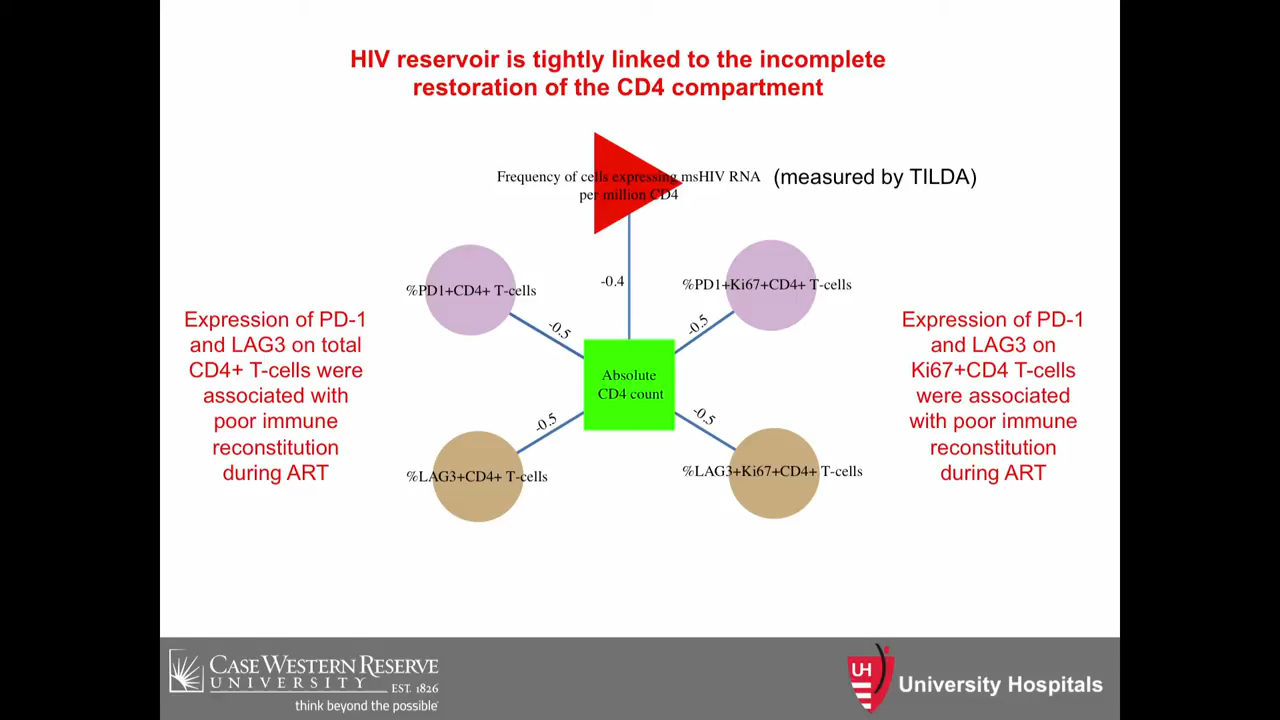 HIV reservoir is tightly linked to the incomplete
restoration of the CD4 compartment
Frequency of cells expressing msHIV RNA
per million CD4
(measured by TILDA)
%PD1+CD4+ T-cells
-0.4
%PD1+Ki67+CD4+ T-cells
-0.5
-0.5
Expression of PD-1
and LAG3 on total
CD4+ T-cells were
associated with
poor immune
reconstitution
during ART
Absolute
CD4 count
Expression of PD-1
and LAG3 on
Ki67+CD4 T-cells
were associated
with poor immune
reconstitution
during ART
-0.5
-0.5
%LAG3+CD4+ T-cells
%LAG3+Ki67+CD4+ T-cells
CASE WESTERN RESERVE
UNIVERSITY EST. 1826
think beyond the possible®
UH
University Hospitals